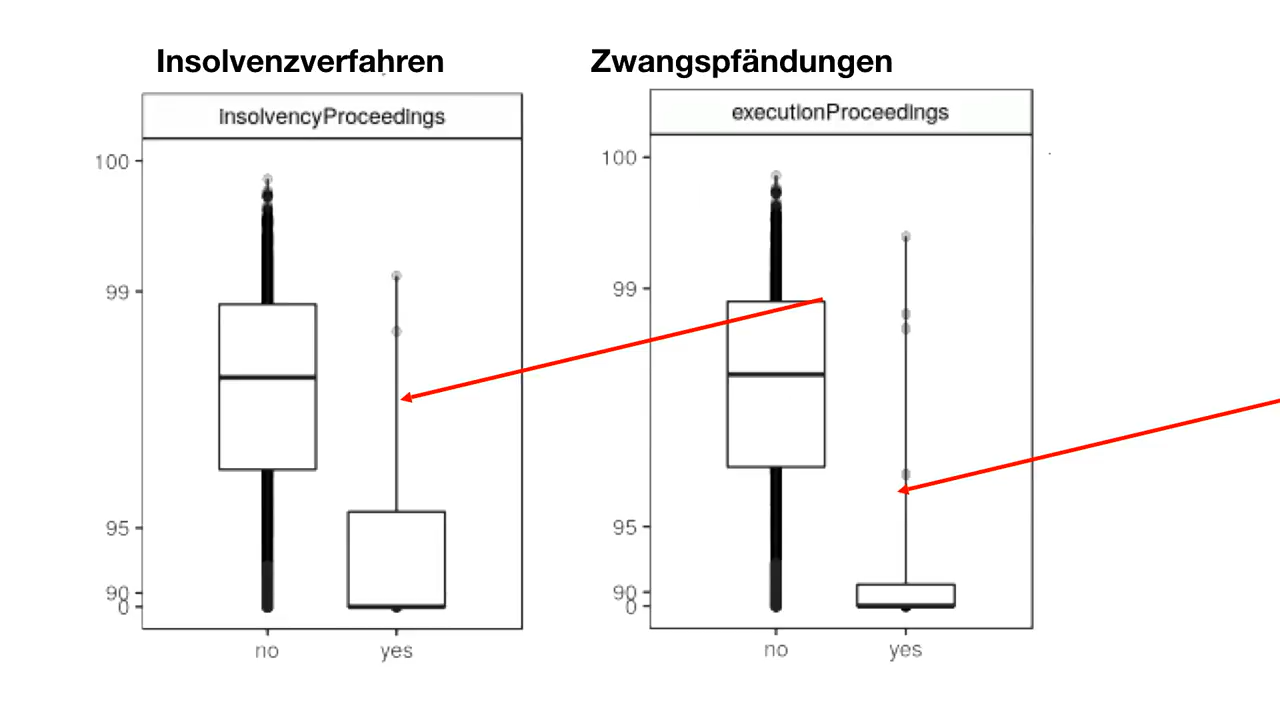 Insolvenzverfahren
insolvencyProceedings
100
99
95
90
0
no yes
Zwangspfändungen
executionProceedings
100
99
95
90
0
no yes